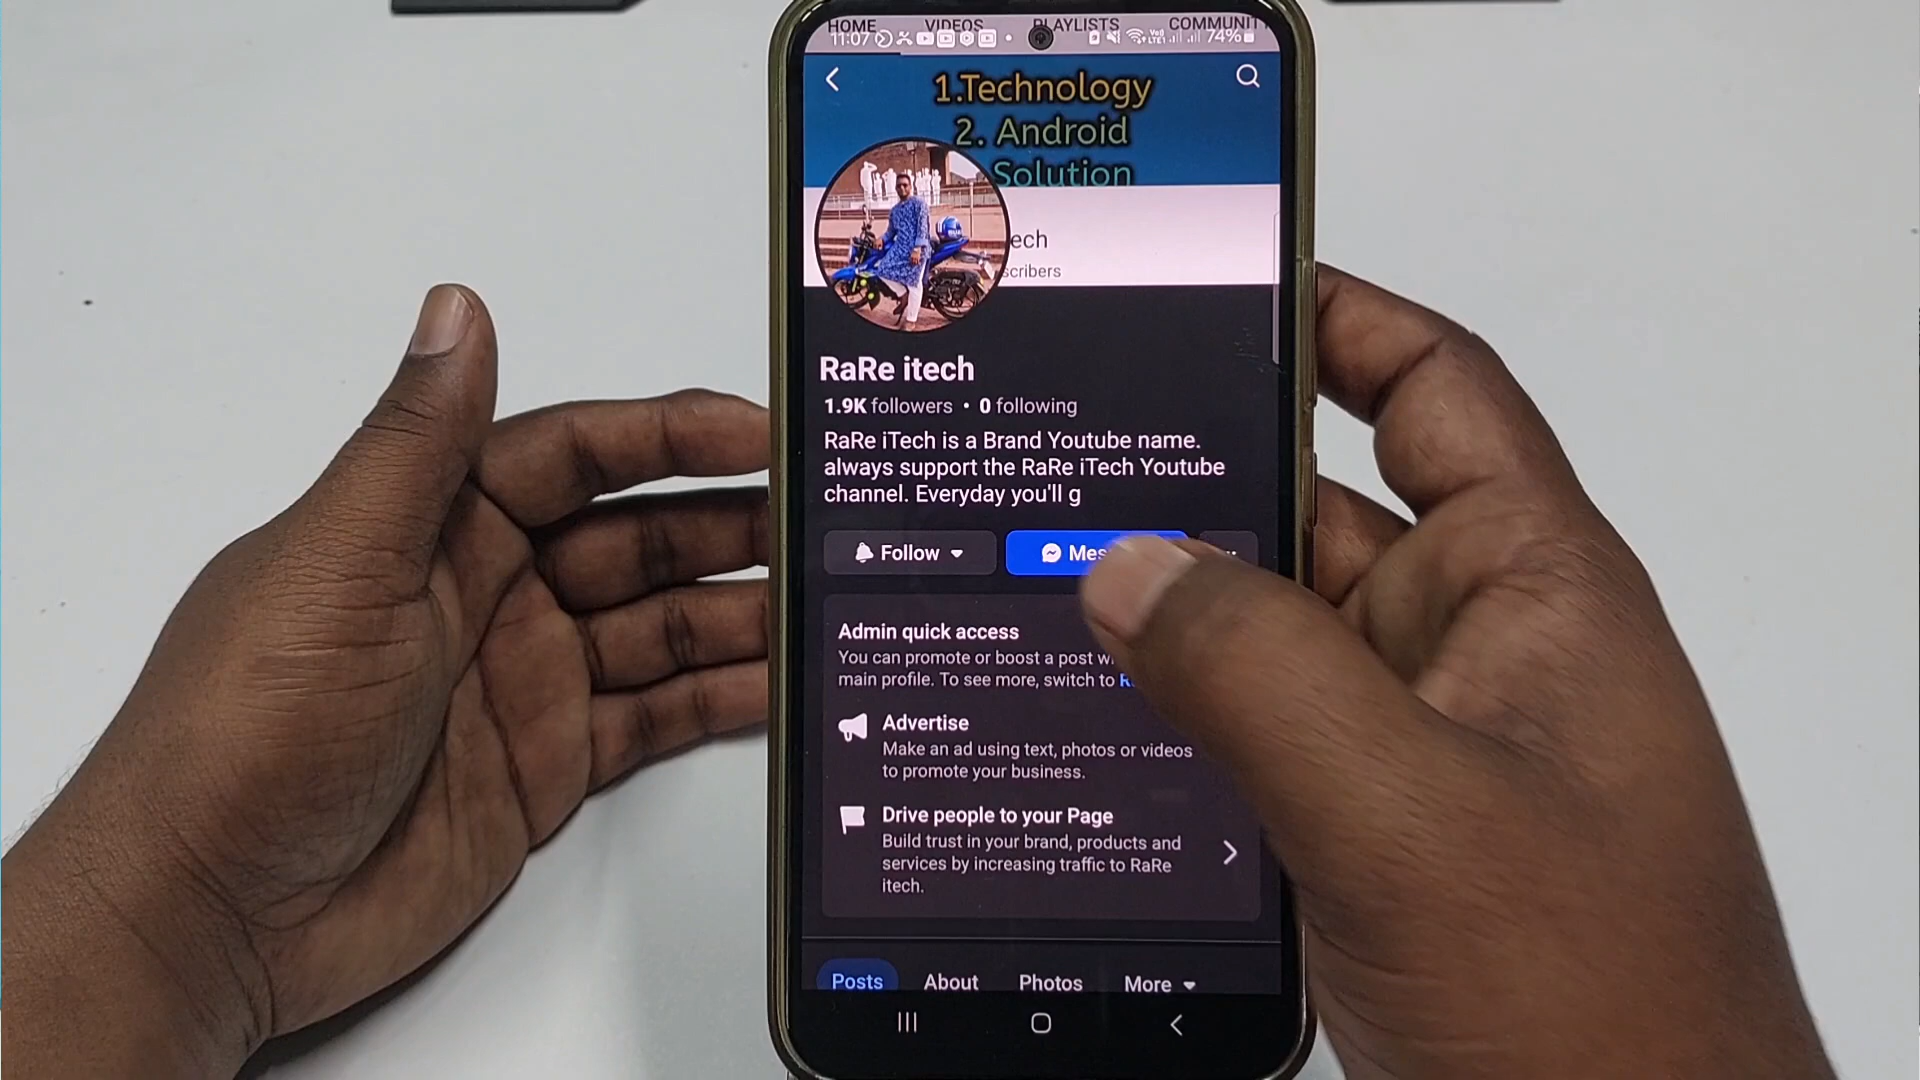 HOME VIDEOS PLAYLISTS COMMUNIT
11:07 74%
1.Technology
2. Android
Solution
ech
scribers
RaRe itech
1.9K followers • 0 following
RaRe iTech is a Brand Youtube name.
always support the RaRe iTech Youtube
channel. Everyday you'll g
Follow Mes
Admin quick access
You can promote or boost a post w
main profile. To see more, switch to R
Advertise
Make an ad using text, photos or videos
to promote your business.
Drive people to your Page
Build trust in your brand, products and
services by increasing traffic to RaRe
itech.
Posts About Photos More